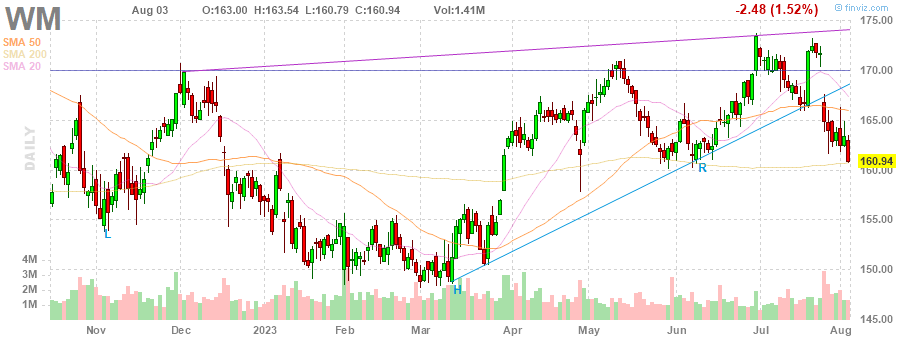 WM
Aug 03 O:163.00 H:163.54 L:160.79 C:160.94 Vol:1.41M -2.48 (1.52%)
© finviz.com
SMA 50
SMA 200
SMA 20
DAILY
175.00
170.00
165.00
160.94
160.00
155.00
150.00
145.00
4M
3M
2M
1M
L
H
R
Nov Dec 2023 Feb Mar Apr May Jun Jul Aug